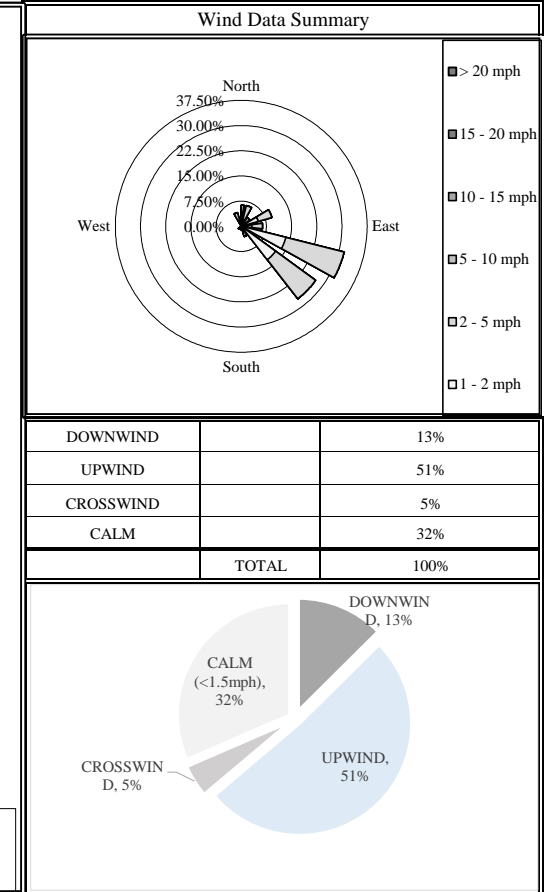 Wind Data Summary
North
37.50%
30.00%
22.50%
15.00%
7.50%
0.00%
West
East
South
> 20 mph
15 - 20 mph
10 - 15 mph
5 - 10 mph
2 - 5 mph
1 - 2 mph
DOWNWIND 13%
UPWIND 51%
CROSSWIND 5%
CALM 32%
TOTAL 100%
DOWNWIN
D, 13%
CALM
(<1.5mph),
32%
UPWIND,
51%
CROSSWIN
D, 5%